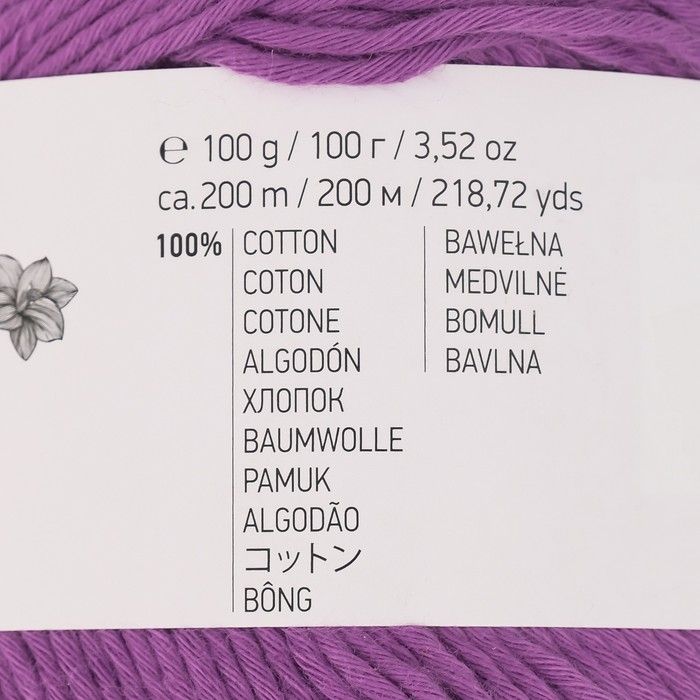 ℮ 100 g / 100 г / 3,52 oz
ca. 200 m / 200 м / 218,72 yds
100%
COTTON
COTON
COTONE
ALGODÓN
ХЛОПОК
BAUMWOLLE
PAMUK
ALGODÃO
コットン
BÔNG
BAWEŁNA
MEDVILNĖ
BOMULL
BAVLNA